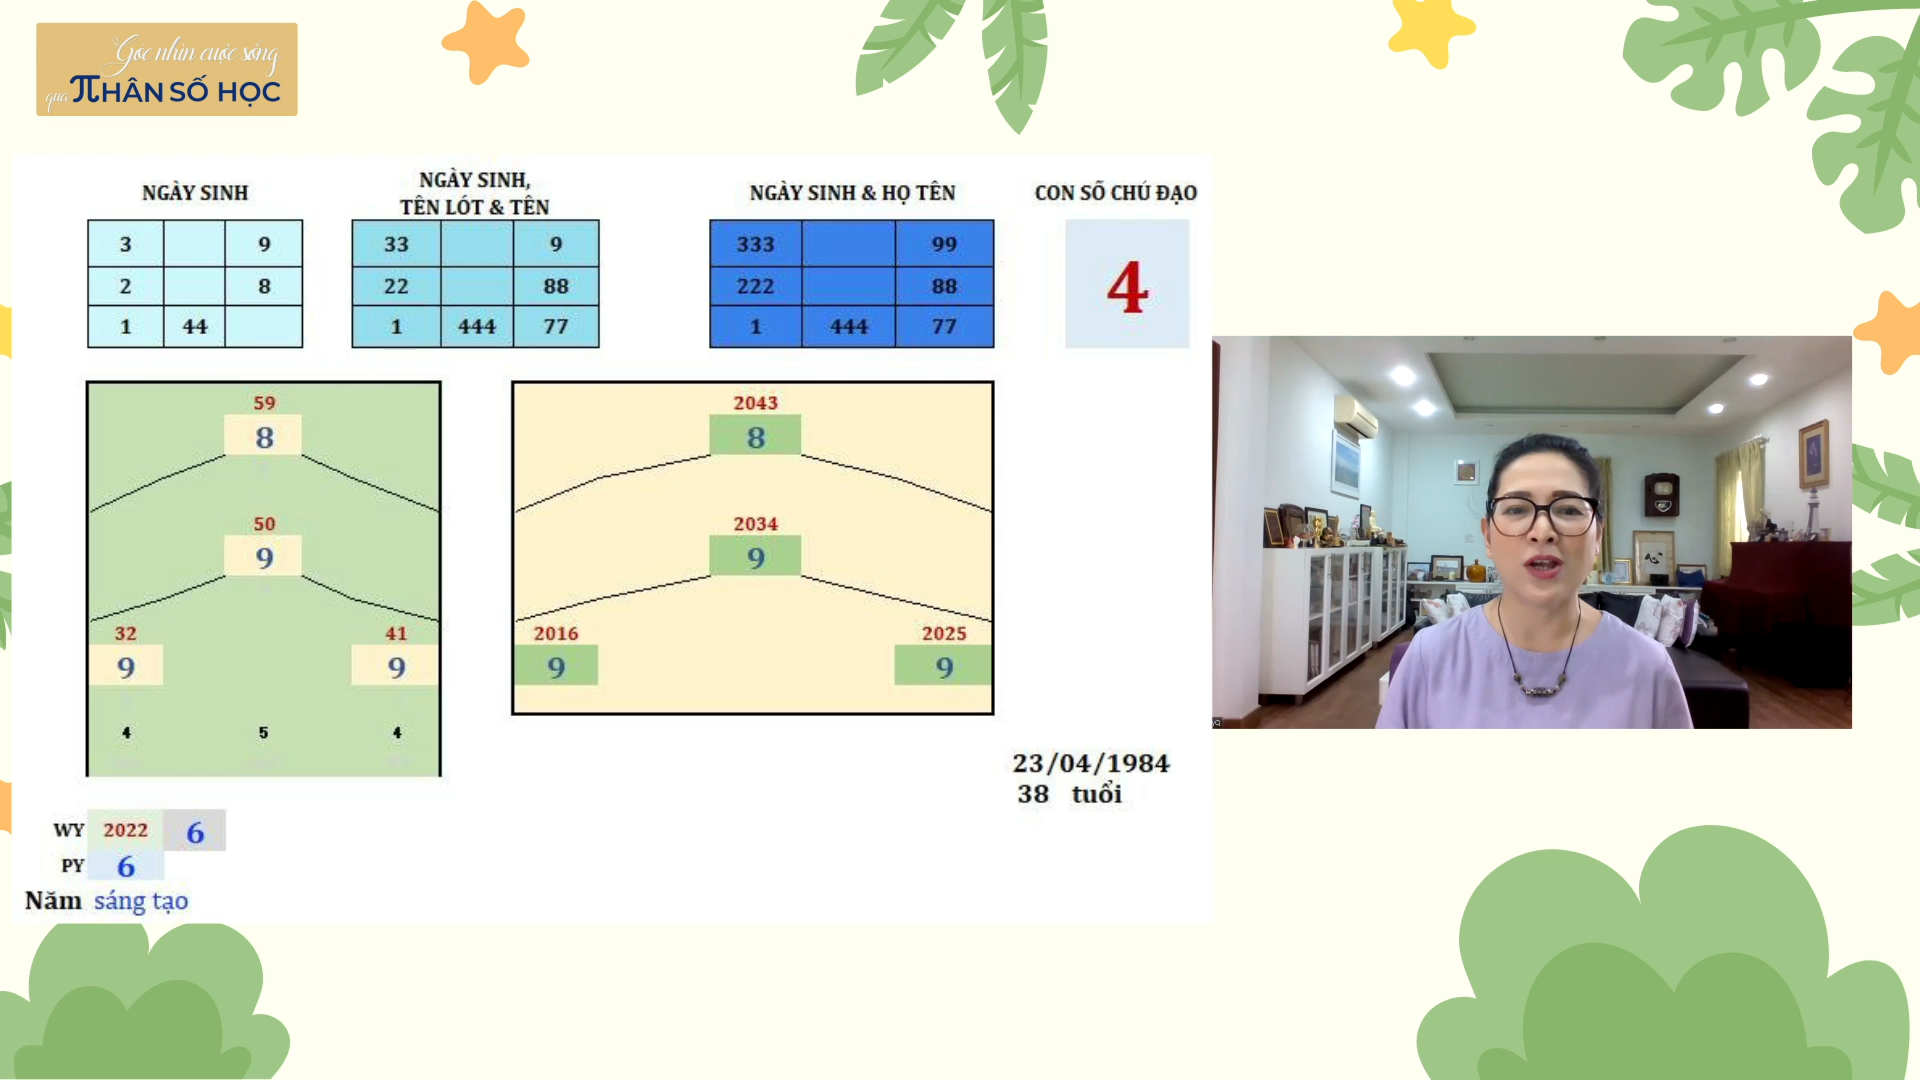 Góc nhìn cuộc sống
qua THÂN SỐ HỌC
NGÀY SINH
3 9
2 8
1 44
NGÀY SINH,
TÊN LÓT & TÊN
33 9
22 88
1 444 77
NGÀY SINH & HỌ TÊN
333 99
222 88
1 444 77
CON SỐ CHỦ ĐẠO
4
59
8
50
9
32 41
9 9
4 5 4
2043
8
2034
9
2016 2025
9 9
23/04/1984
38 tuổi
WY 2022 6
PY 6
Năm sáng tạo